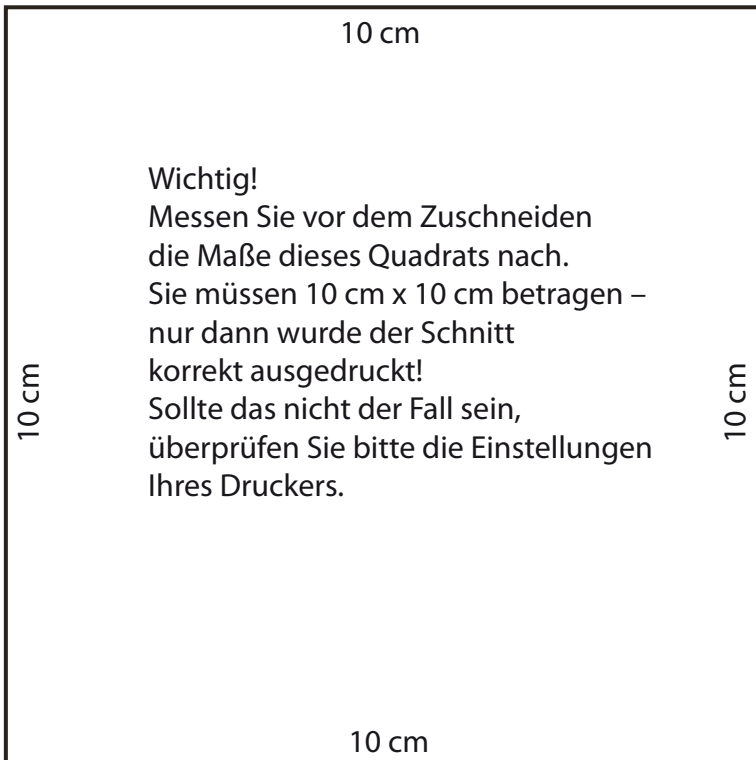 10 cm
Wichtig!
Messen Sie vor dem Zuschneiden
die Maße dieses Quadrats nach.
Sie müssen 10 cm x 10 cm betragen –
nur dann wurde der Schnitt
korrekt ausgedruckt!
Sollte das nicht der Fall sein,
überprüfen Sie bitte die Einstellungen
Ihres Druckers.
10 cm
10 cm
10 cm